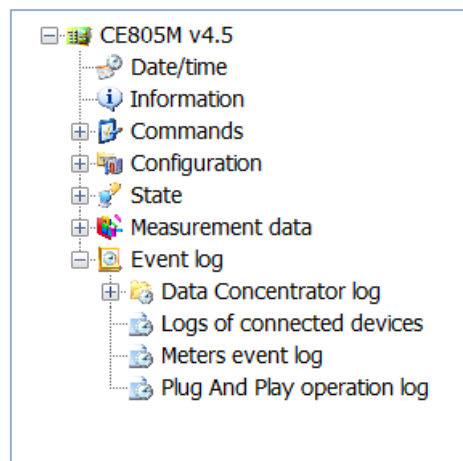 CE805M v4.5
Date/time
Information
Commands
Configuration
State
Measurement data
Event log
Data Concentrator log
Logs of connected devices
Meters event log
Plug And Play operation log